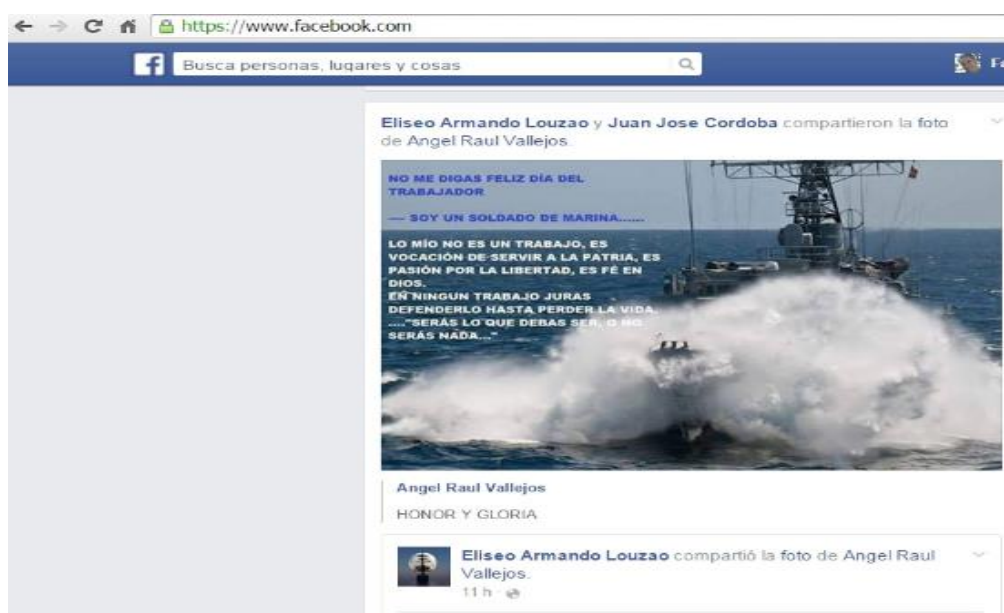 https://www.facebook.com
f Busca personas, lugares y cosas
Eliseo Armando Louzao y Juan Jose Cordoba compartieron la foto
de Angel Raul Vallejos.
NO ME DIGAS FELIZ DÍA DEL
TRABAJADOR
— SOY UN SOLDADO DE MARINA......
LO MÍO NO ES UN TRABAJO, ES
VOCACIÓN DE SERVIR A LA PATRIA, ES
PASIÓN POR LA LIBERTAD, ES FÉ EN
DIOS.
EN NINGUN TRABAJO JURAS
DEFENDERLO HASTA PERDER LA VIDA.
...."SERÁS LO QUE DEBAS SER, O NO
SERÁS NADA..."
Angel Raul Vallejos
HONOR Y GLORIA
Eliseo Armando Louzao compartió la foto de Angel Raul
Vallejos.
11 h